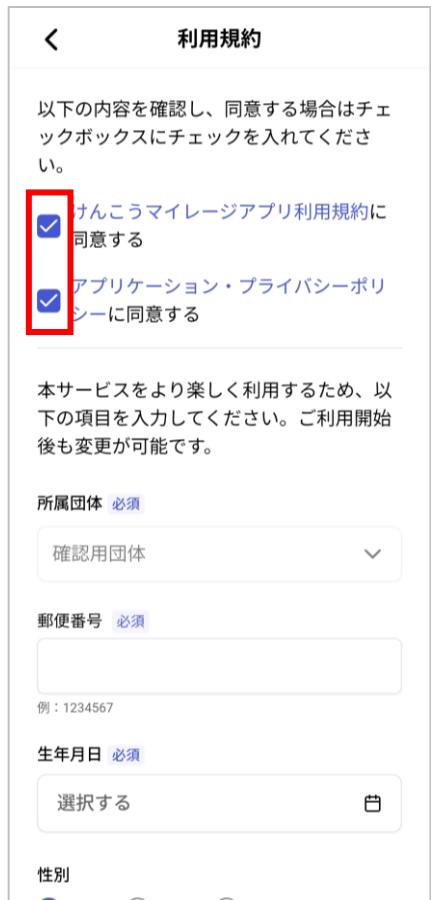 利用規約
以下の内容を確認し、同意する場合はチェ
ックボックスにチェックを入れてくださ
い。
けんこうマイレージアプリ利用規約に
同意する
アプリケーション・プライバシーポリ
シーに同意する
本サービスをより楽しく利用するため、以
下の項目を入力してください。ご利用開始
後も変更が可能です。
所属団体 必須
確認用団体
郵便番号 必須
例：1234567
生年月日 必須
選択する
性別